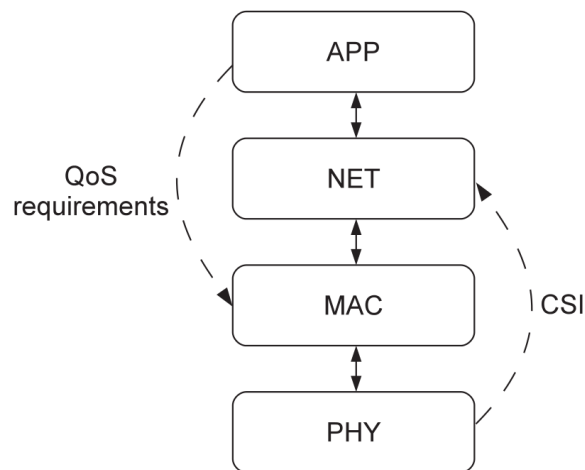 APP
QoS
requirements
NET
MAC
CSI
PHY